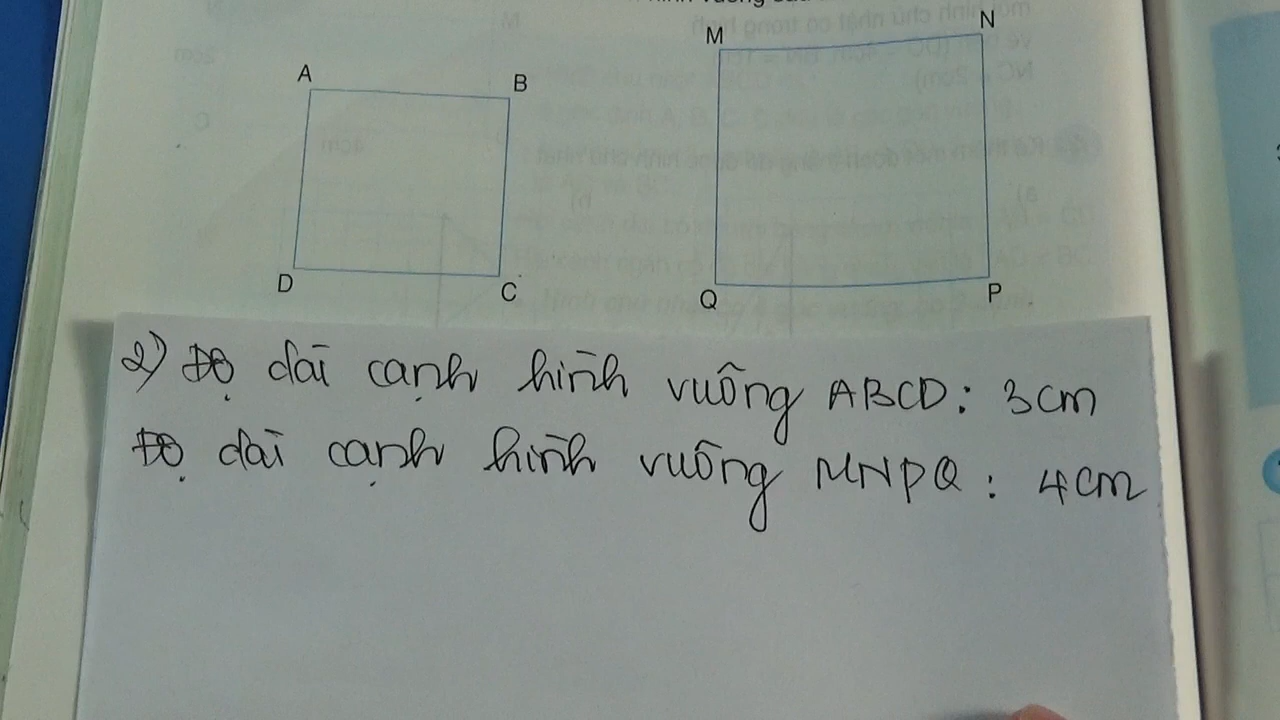 M
N
A
B
D
C
Q
P
2) Độ dài cạnh hình vuông ABCD: 3cm
Độ dài cạnh hình vuông MNPQ: 4cm